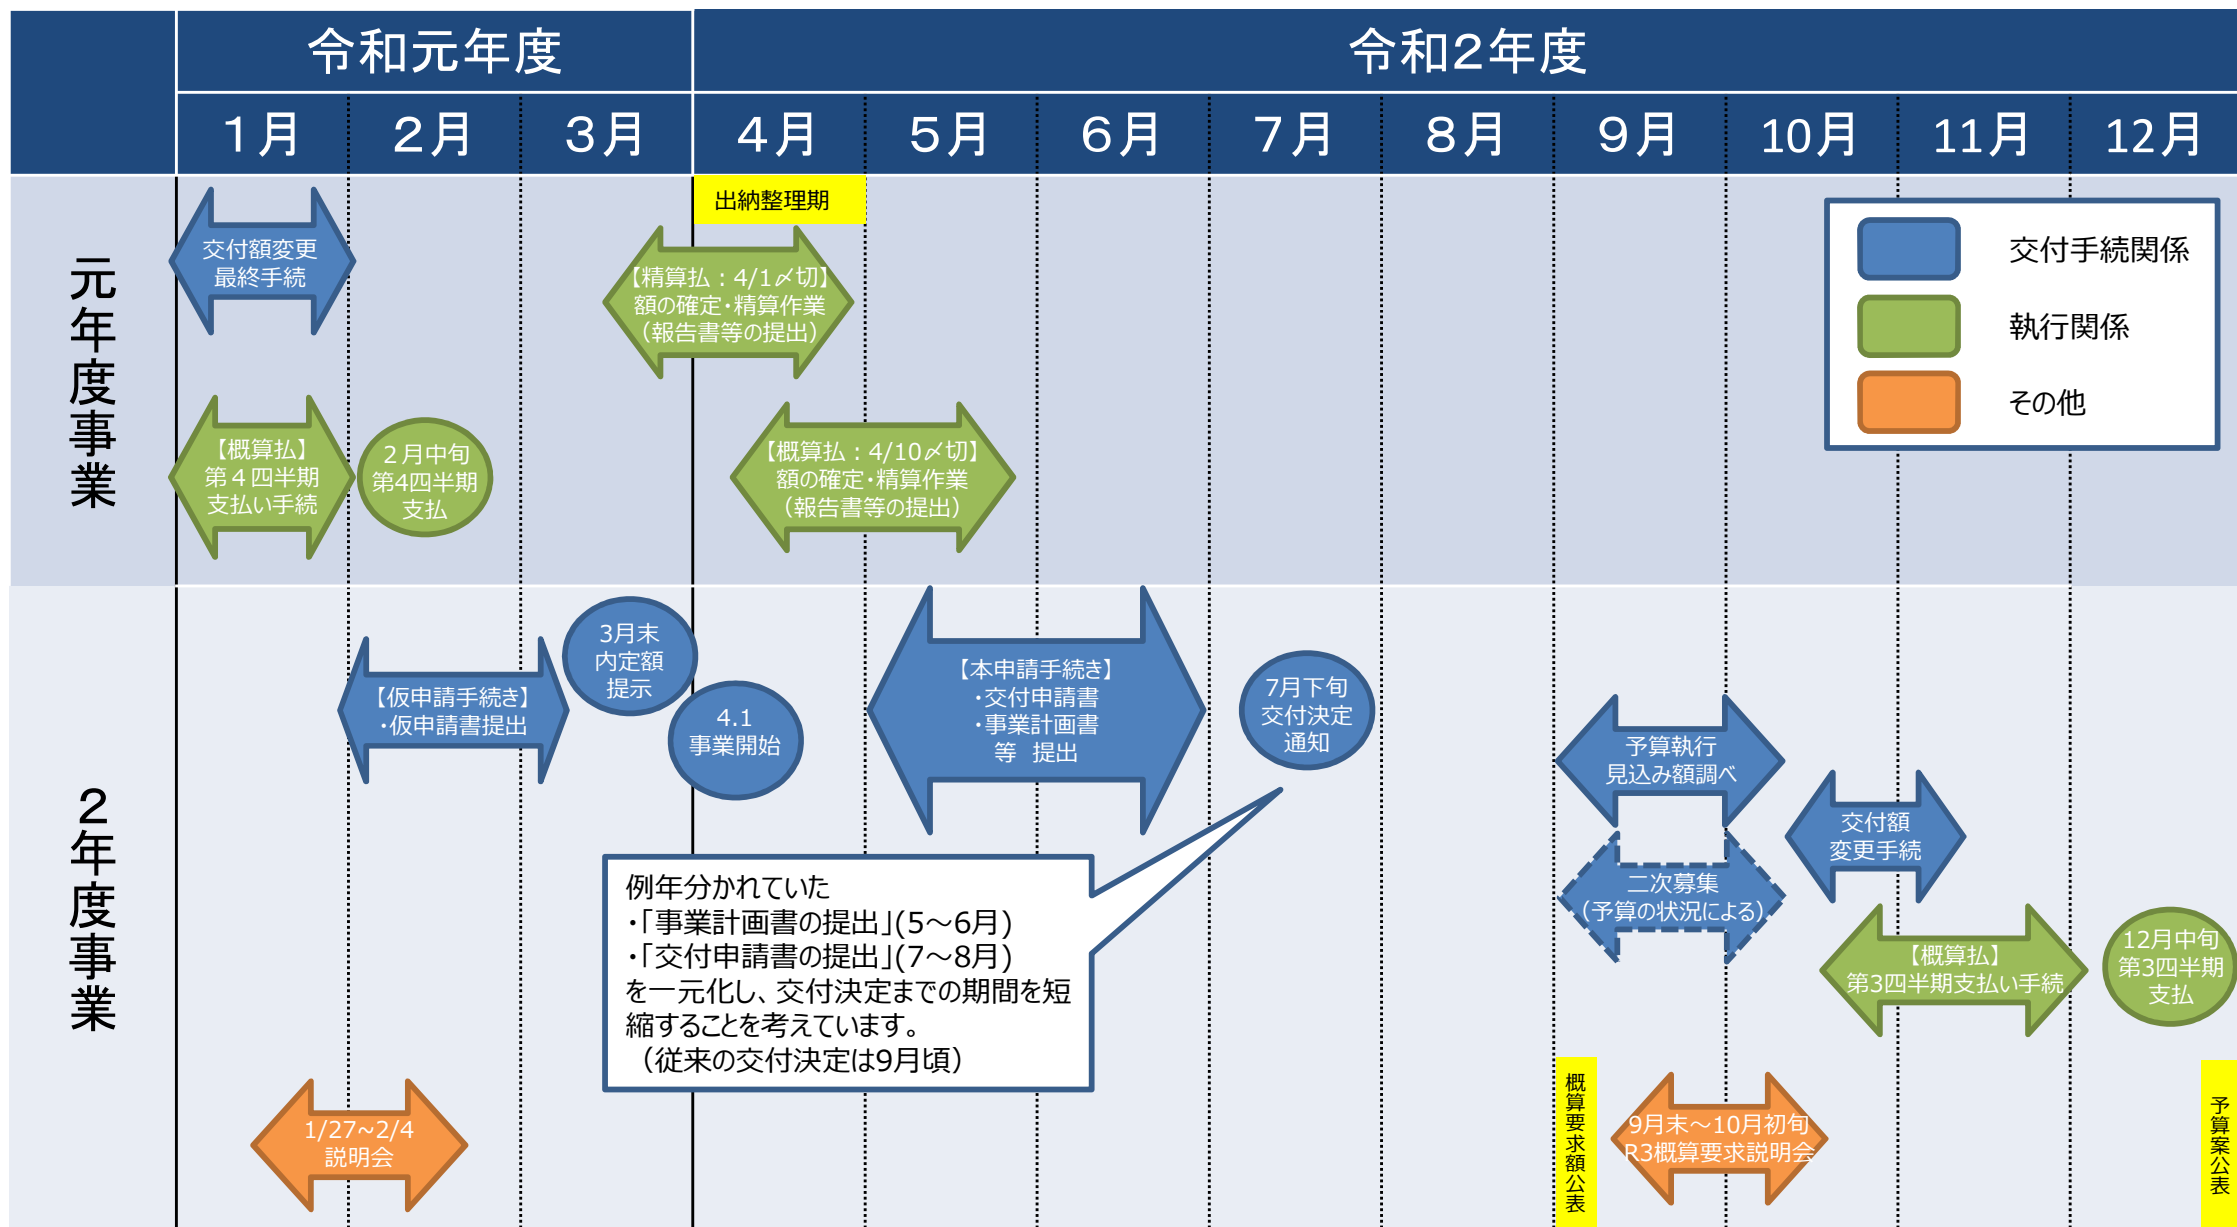 令和元年度
令和2年度
1月
2月
3月
4月
5月
6月
7月
8月
9月
10月
11月
12月
元年度事業
出納整理期
交付額変更
最終手続
【精算払：4/1〆切】
額の確定・精算作業
（報告書等の提出）
【概算払】
第４四半期
支払い手続
２月中旬
第4四半期
支払
【概算払：4/10〆切】
額の確定・精算作業
（報告書等の提出）
交付手続関係
執行関係
その他
2年度事業
【仮申請手続き】
・仮申請書提出
3月末
内定額
提示
4.1
事業開始
【本申請手続き】
・交付申請書
・事業計画書
等　提出
7月下旬
交付決定
通知
例年分かれていた
・「事業計画書の提出」(5～6月)
・「交付申請書の提出」(7～8月)
を一元化し、交付決定までの期間を短
縮することを考えています。
（従来の交付決定は9月頃）
予算執行
見込み額調べ
二次募集
（予算の状況による）
交付額
変更手続
【概算払】
第3四半期支払い手続
12月中旬
第3四半期
支払
1/27~2/4
説明会
概算要求額公表
9月末～10月初旬
R3概算要求説明会
予算案公表